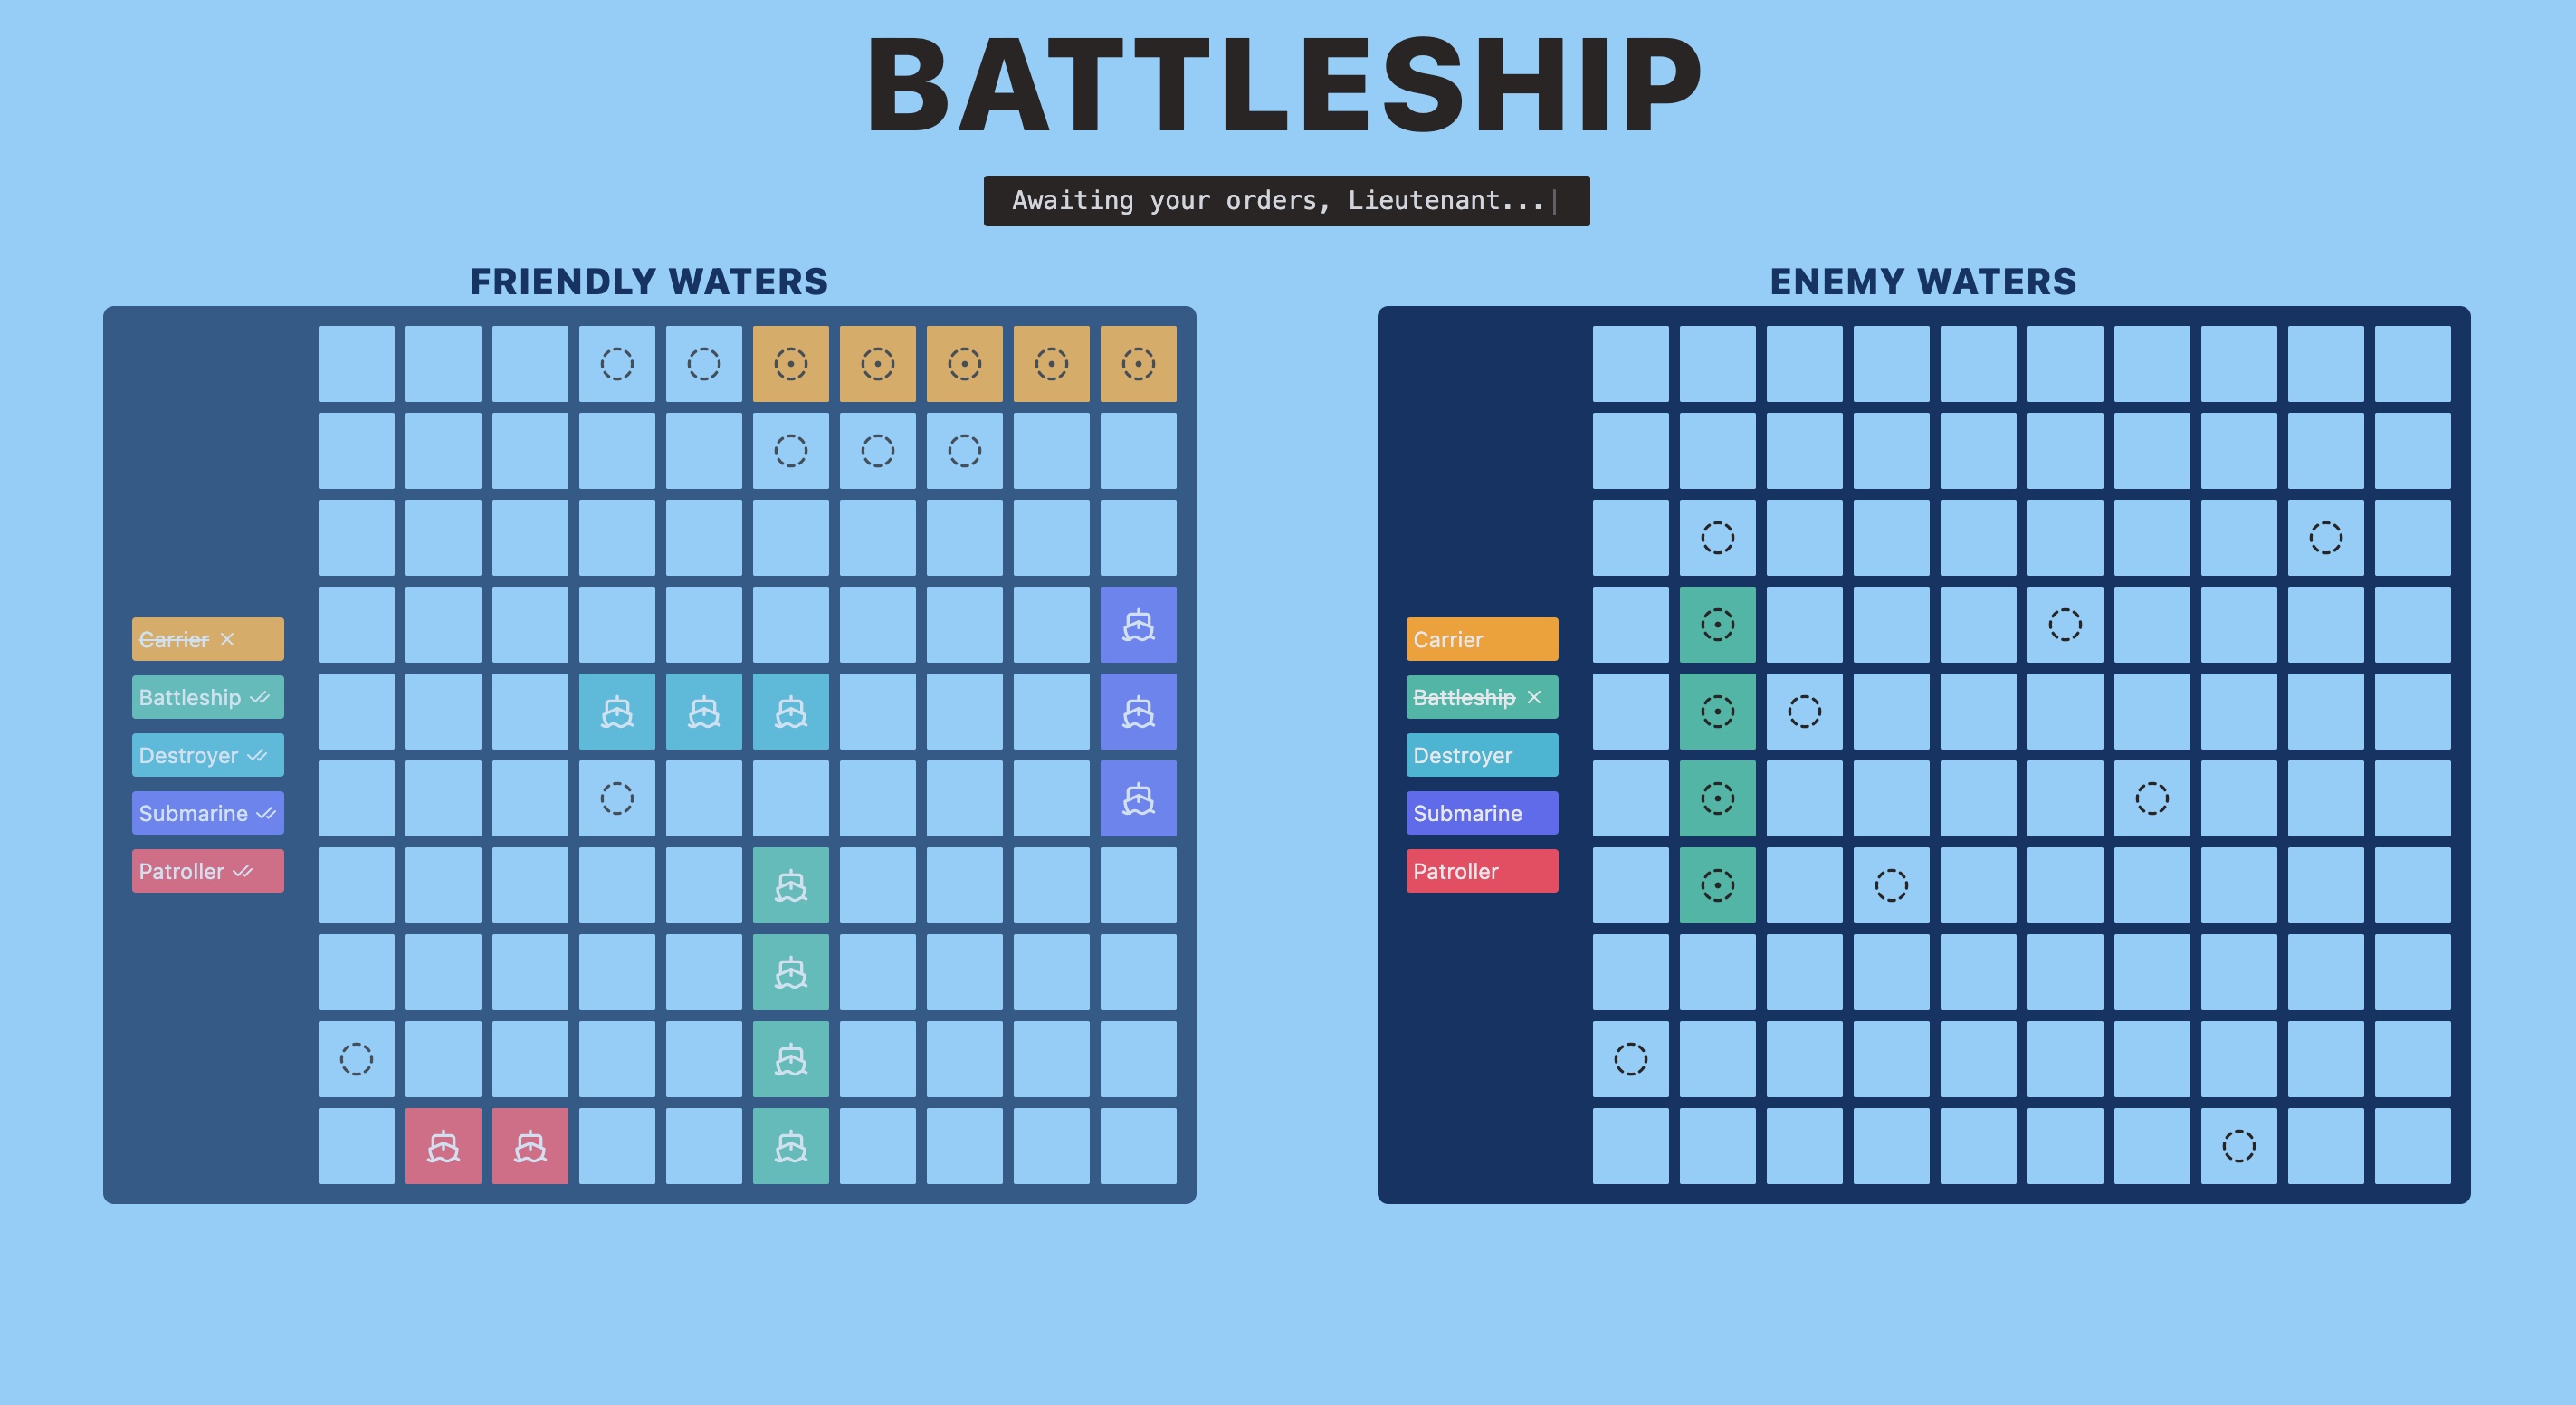 BATTLESHIP
Awaiting your orders, Lieutenant...
FRIENDLY WATERS
Carrier
Battleship
Destroyer
Submarine
Patroller
ENEMY WATERS
Carrier
Battleship
Destroyer
Submarine
Patroller